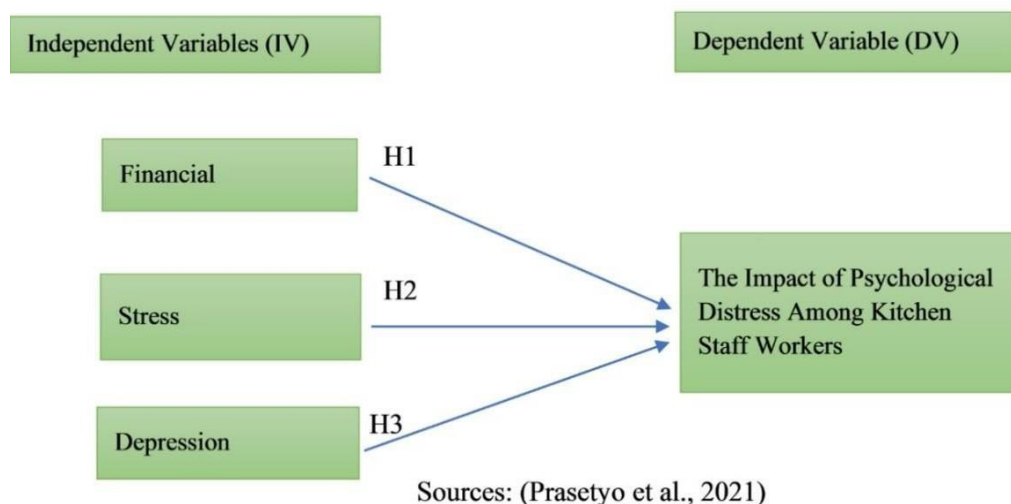 Independent Variables (IV)
Dependent Variable (DV)
Financial
H1
Stress
H2
Depression
H3
The Impact of Psychological
Distress Among Kitchen
Staff Workers
Sources: (Prasetyo et al., 2021)